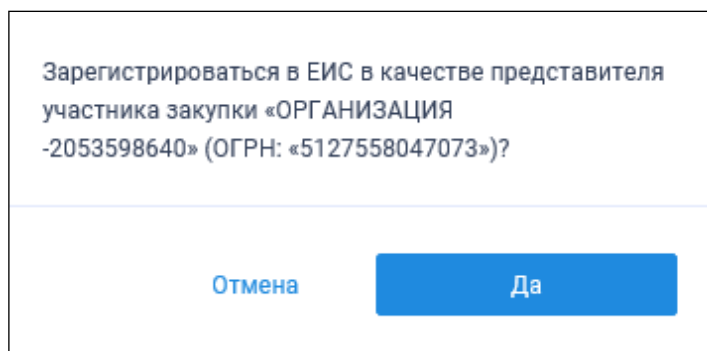 Зарегистрироваться в ЕИС в качестве представителя
участника закупки «ОРГАНИЗАЦИЯ
-2053598640» (ОГРН: «5127558047073»)?
Отмена
Да